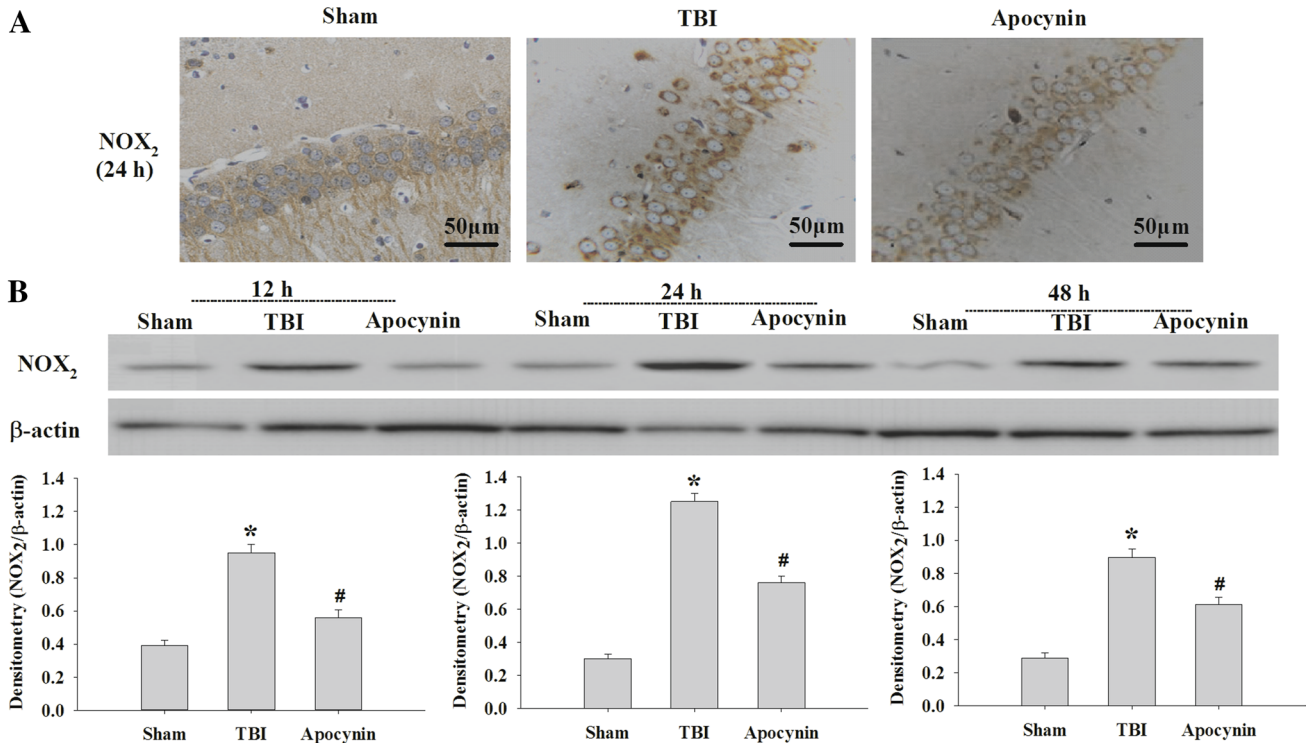 A
Sham
TBI
Apocynin
NOX₂
(24 h)
50μm
50μm
50μm
B
12 h
24 h
48 h
Sham
TBI
Apocynin
Sham
TBI
Apocynin
Sham
TBI
Apocynin
NOX₂
β-actin
Densitometry (NOX₂/β-actin)
1.4
1.2
1.0
0.8
0.6
0.4
0.2
0.0
*
#
Sham
TBI
Apocynin
Densitometry (NOX₂/β-actin)
1.4
1.2
1.0
0.8
0.6
0.4
0.2
0.0
*
#
Sham
TBI
Apocynin
Densitometry (NOX₂/β-actin)
1.4
1.2
1.0
0.8
0.6
0.4
0.2
0.0
*
#
Sham
TBI
Apocynin